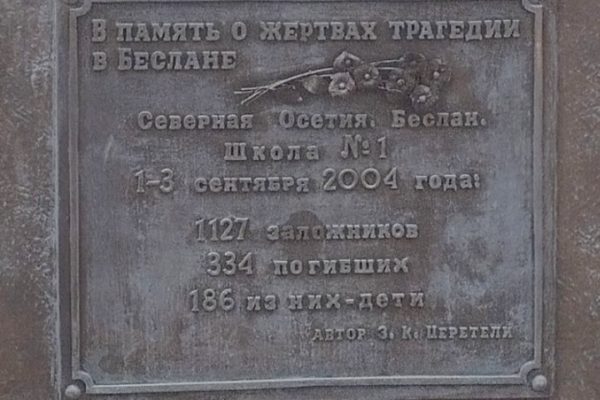 В ПАМЯТЬ О ЖЕРТВАХ ТРАГЕДИИ
В БЕСЛАНЕ
СЕВЕРНАЯ ОСЕТИЯ. БЕСЛАН.
ШКОЛА №1
1-3 СЕНТЯБРЯ 2004 ГОДА:
1127 ЗАЛОЖНИКОВ
334 ПОГИБШИХ
186 ИЗ НИХ-ДЕТИ
АВТОР З. К. ЦЕРЕТЕЛИ